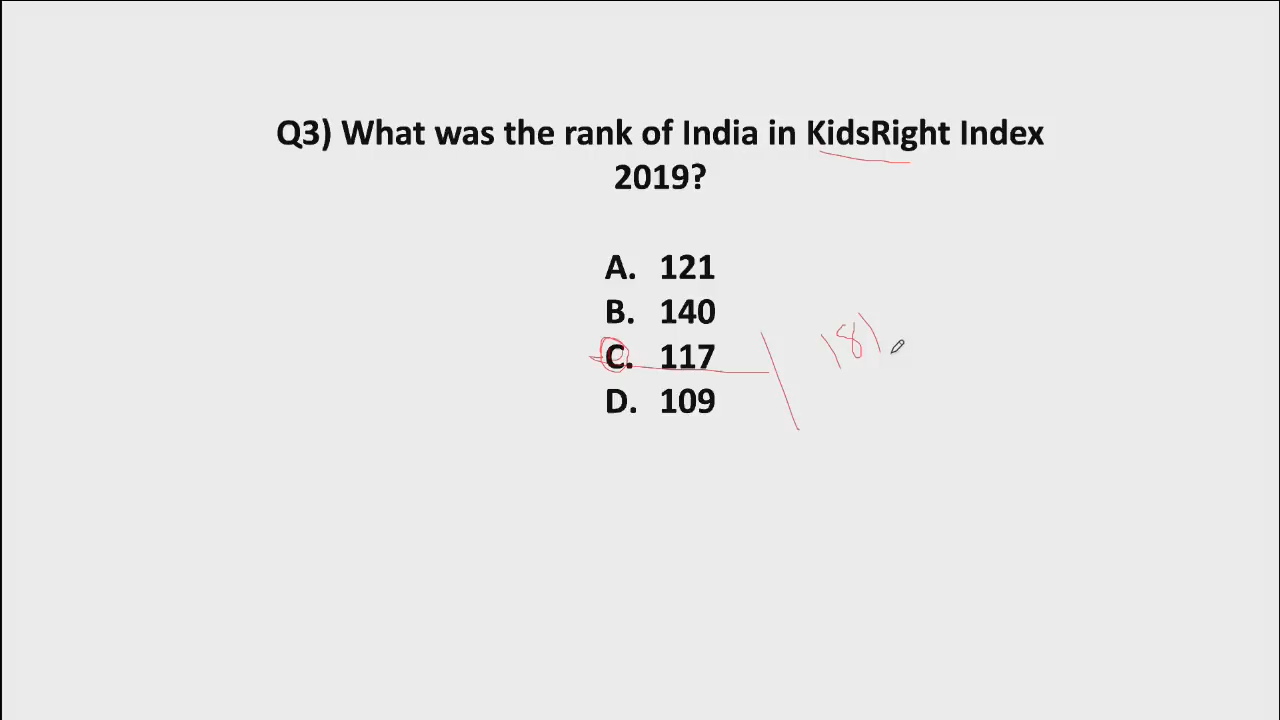 Q3) What was the rank of India in KidsRight Index
2019?
A. 121
B. 140
C. 117
181
D. 109